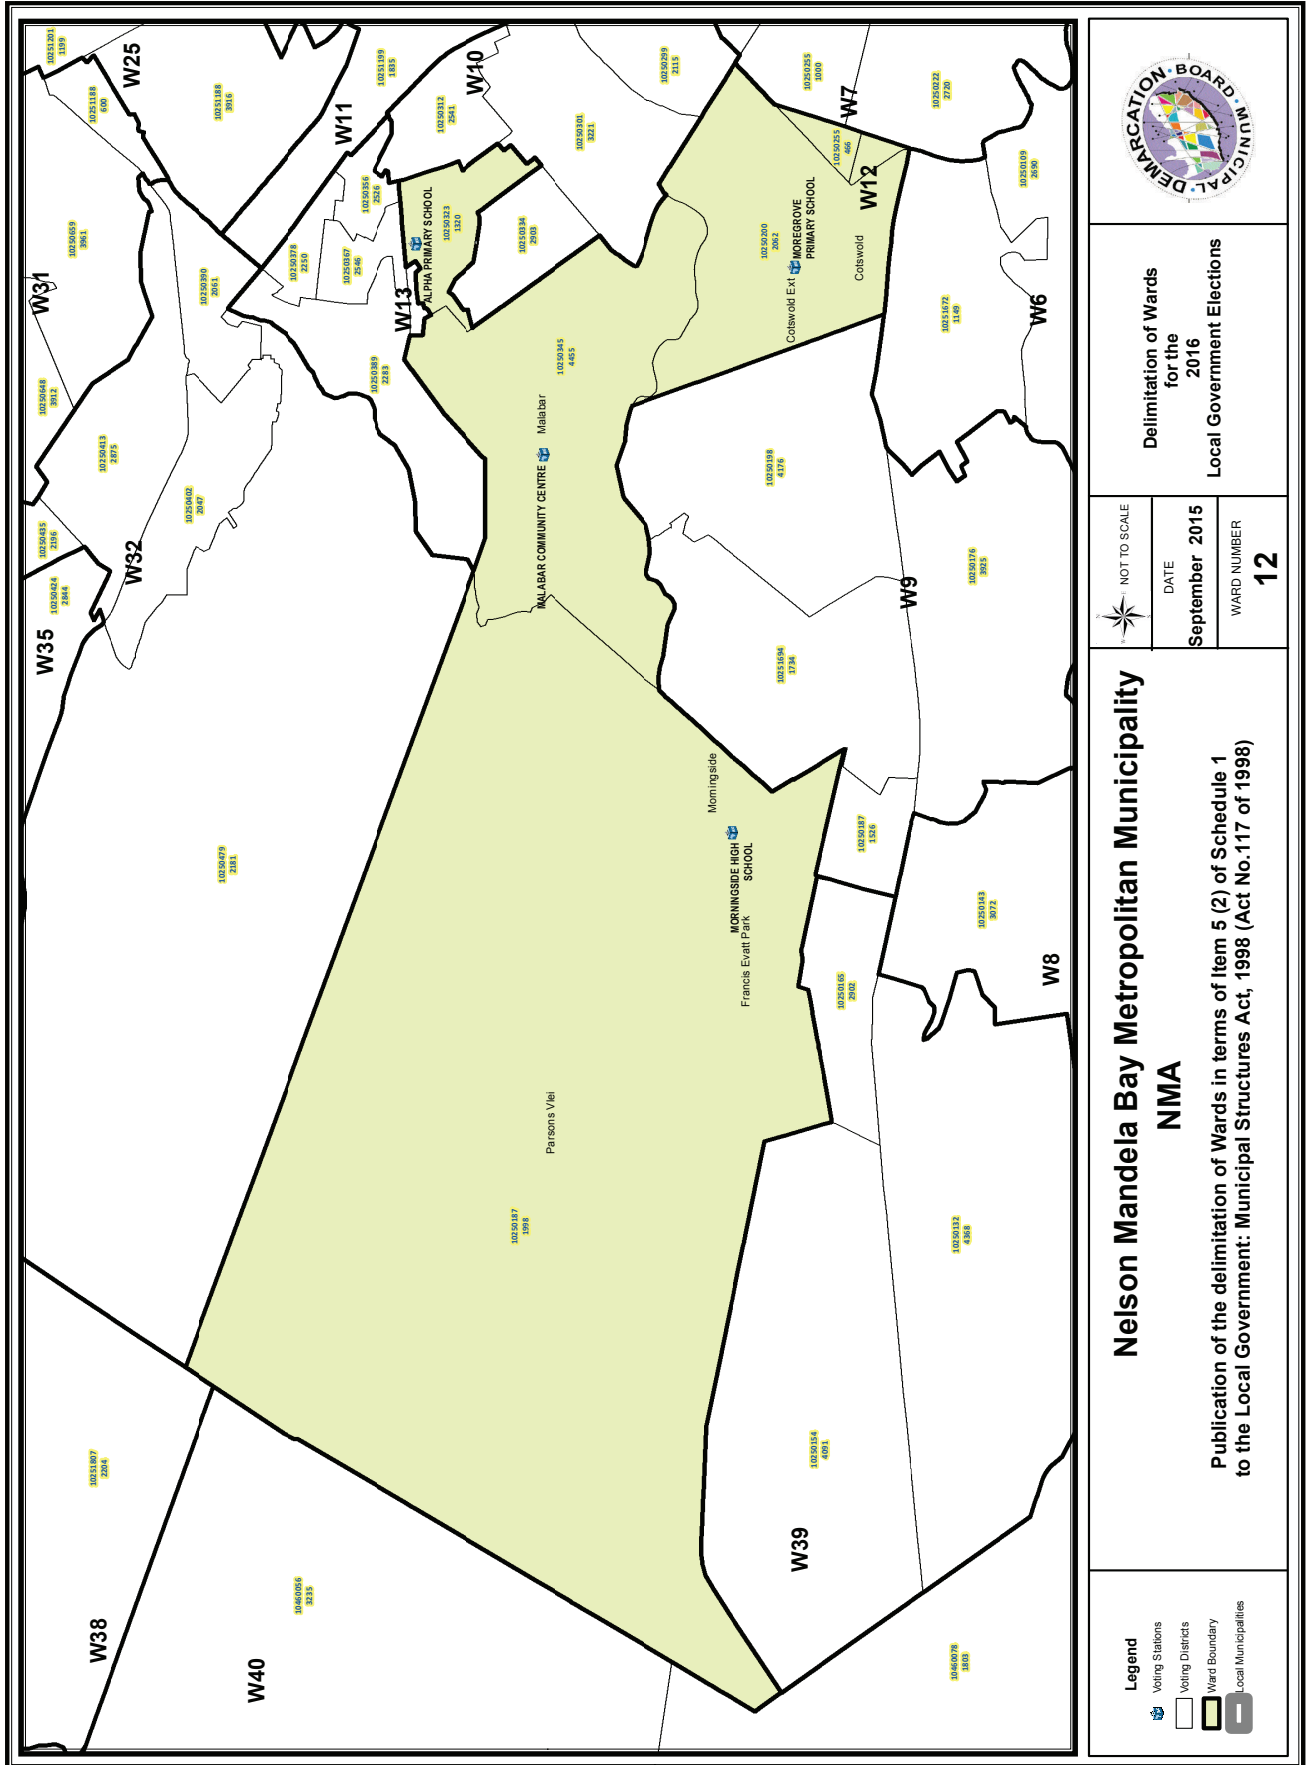 W38
10251807
2204
W40
10460056
3235
10460078
1803
W39
10250154
4091
10250132
4368
10250187
1998
Parsons Vlei
Francis Evatt Park
MORNINGSIDE HIGH
SCHOOL
Morningside
10250165
2902
10250187
1526
10250143
3072
W8
10250479
2181
W35
10250424
2844
10250435
2196
W32
10250402
2047
10250413
2875
10250648
3912
W31
10250659
3961
10250390
2061
10251188
600
10251201
1199
W25
10251188
3916
W11
10251199
1835
10250378
2250
10250367
2546
10250356
2526
W13
10250389
2283
ALPHA PRIMARY SCHOOL
10250323
1320
10250312
2541
W10
10250334
2903
10250301
3221
10250299
2115
10250345
4455
Malabar
MALABAR COMMUNITY CENTRE
10250198
4176
10251694
1734
W9
10250176
3925
10250200
2062
MOREGROVE
PRIMARY SCHOOL
Cotswold Ext
Cotswold
10250255
466
W12
10250255
1000
W7
10250222
2720
10250109
2690
10251672
1149
W6
Legend
Voting Stations
Voting Districts
Ward Boundary
Local Municipalities
Nelson Mandela Bay Metropolitan Municipality
NMA
Publication of the delimitation of Wards in terms of Item 5 (2) of Schedule 1
to the Local Government: Municipal Structures Act, 1998 (Act No.117 of 1998)
NOT TO SCALE
DATE
September 2015
WARD NUMBER
12
Delimitation of Wards
for the
2016
Local Government Elections
MUNICIPAL DEMARCATION BOARD